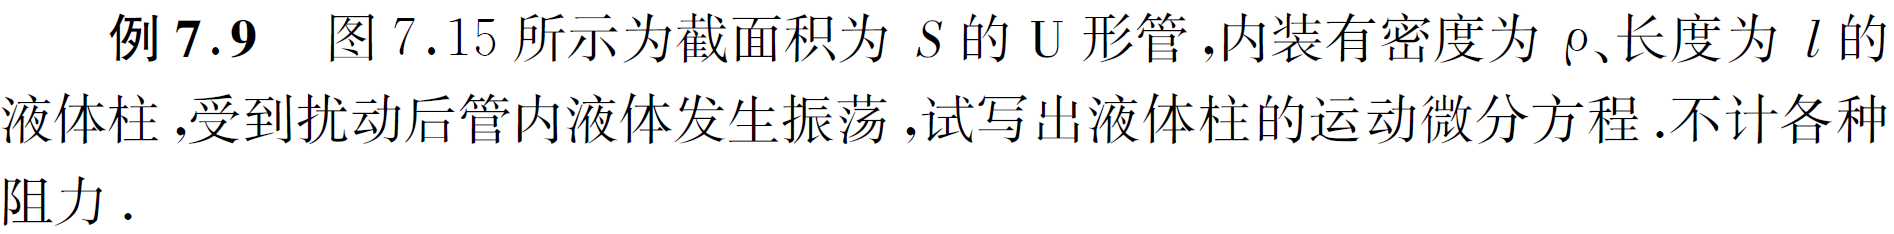 例7.9 图7.15所示为截面积为 S 的 U 形管,内装有密度为 ρ、长度为 l 的
液体柱,受到扰动后管内液体发生振荡,试写出液体柱的运动微分方程.不计各种
阻力.